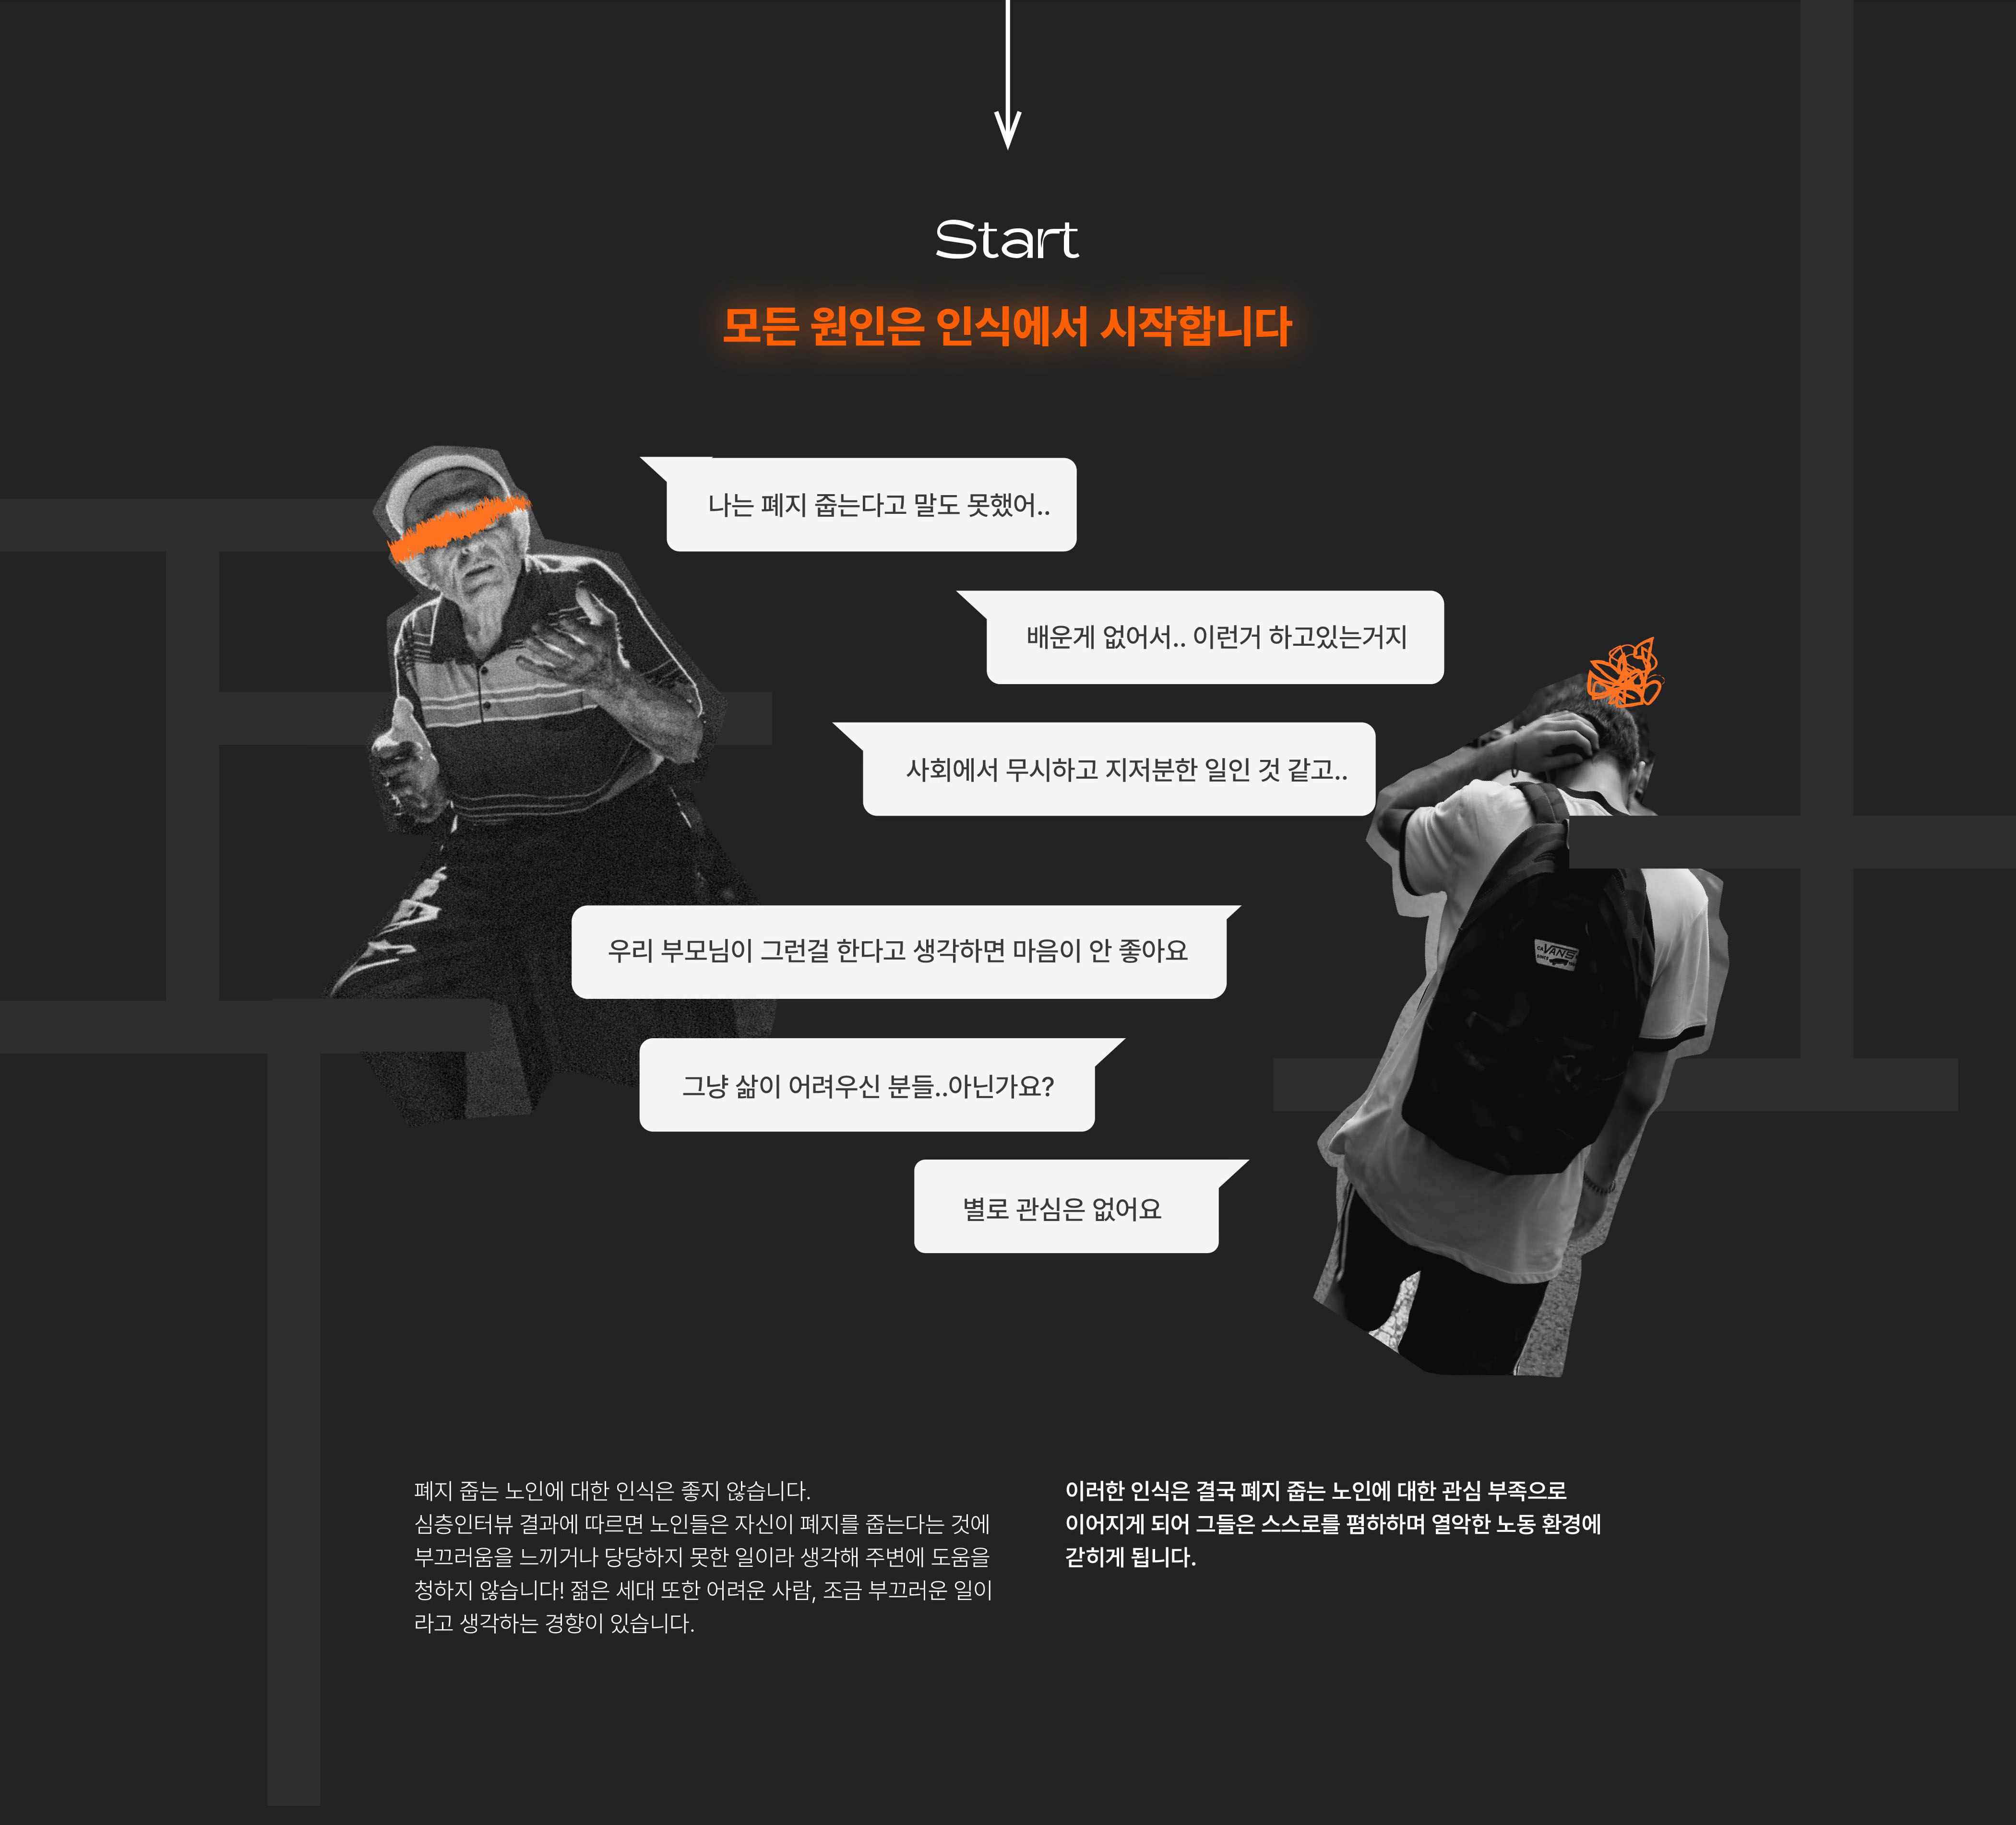 Start
모든 원인은 인식에서 시작합니다
나는 폐지 줍는다고 말도 못했어..
배운게 없어서.. 이런거 하고있는거지
사회에서 무시하고 지저분한 일인 것 같고..
우리 부모님이 그런걸 한다고 생각하면 마음이 안 좋아요
VANS
그냥 삶이 어려우신 분들..아닌가요?
별로 관심은 없어요
폐지 줍는 노인에 대한 인식은 좋지 않습니다.
심층인터뷰 결과에 따르면 노인들은 자신이 폐지를 줍는다는 것에
부끄러움을 느끼거나 당당하지 못한 일이라 생각해 주변에 도움을
청하지 않습니다! 젊은 세대 또한 어려운 사람, 조금 부끄러운 일이
라고 생각하는 경향이 있습니다.
이러한 인식은 결국 폐지 줍는 노인에 대한 관심 부족으로
이어지게 되어 그들은 스스로를 폄하하며 열악한 노동 환경에
갇히게 됩니다.